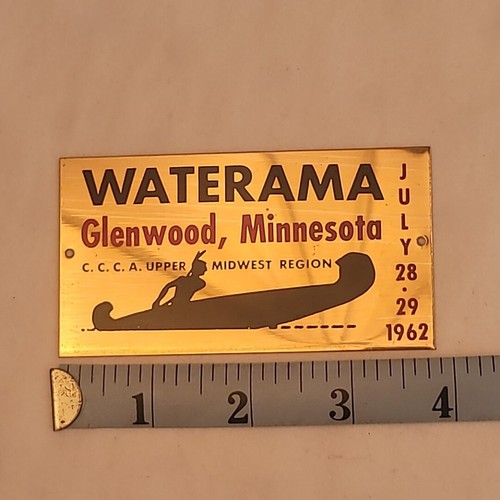 WATERAMA
Glenwood, Minnesota
C. C. C. A. UPPER MIDWEST REGION
JULY
28
·
29
1962
1 2 3 4